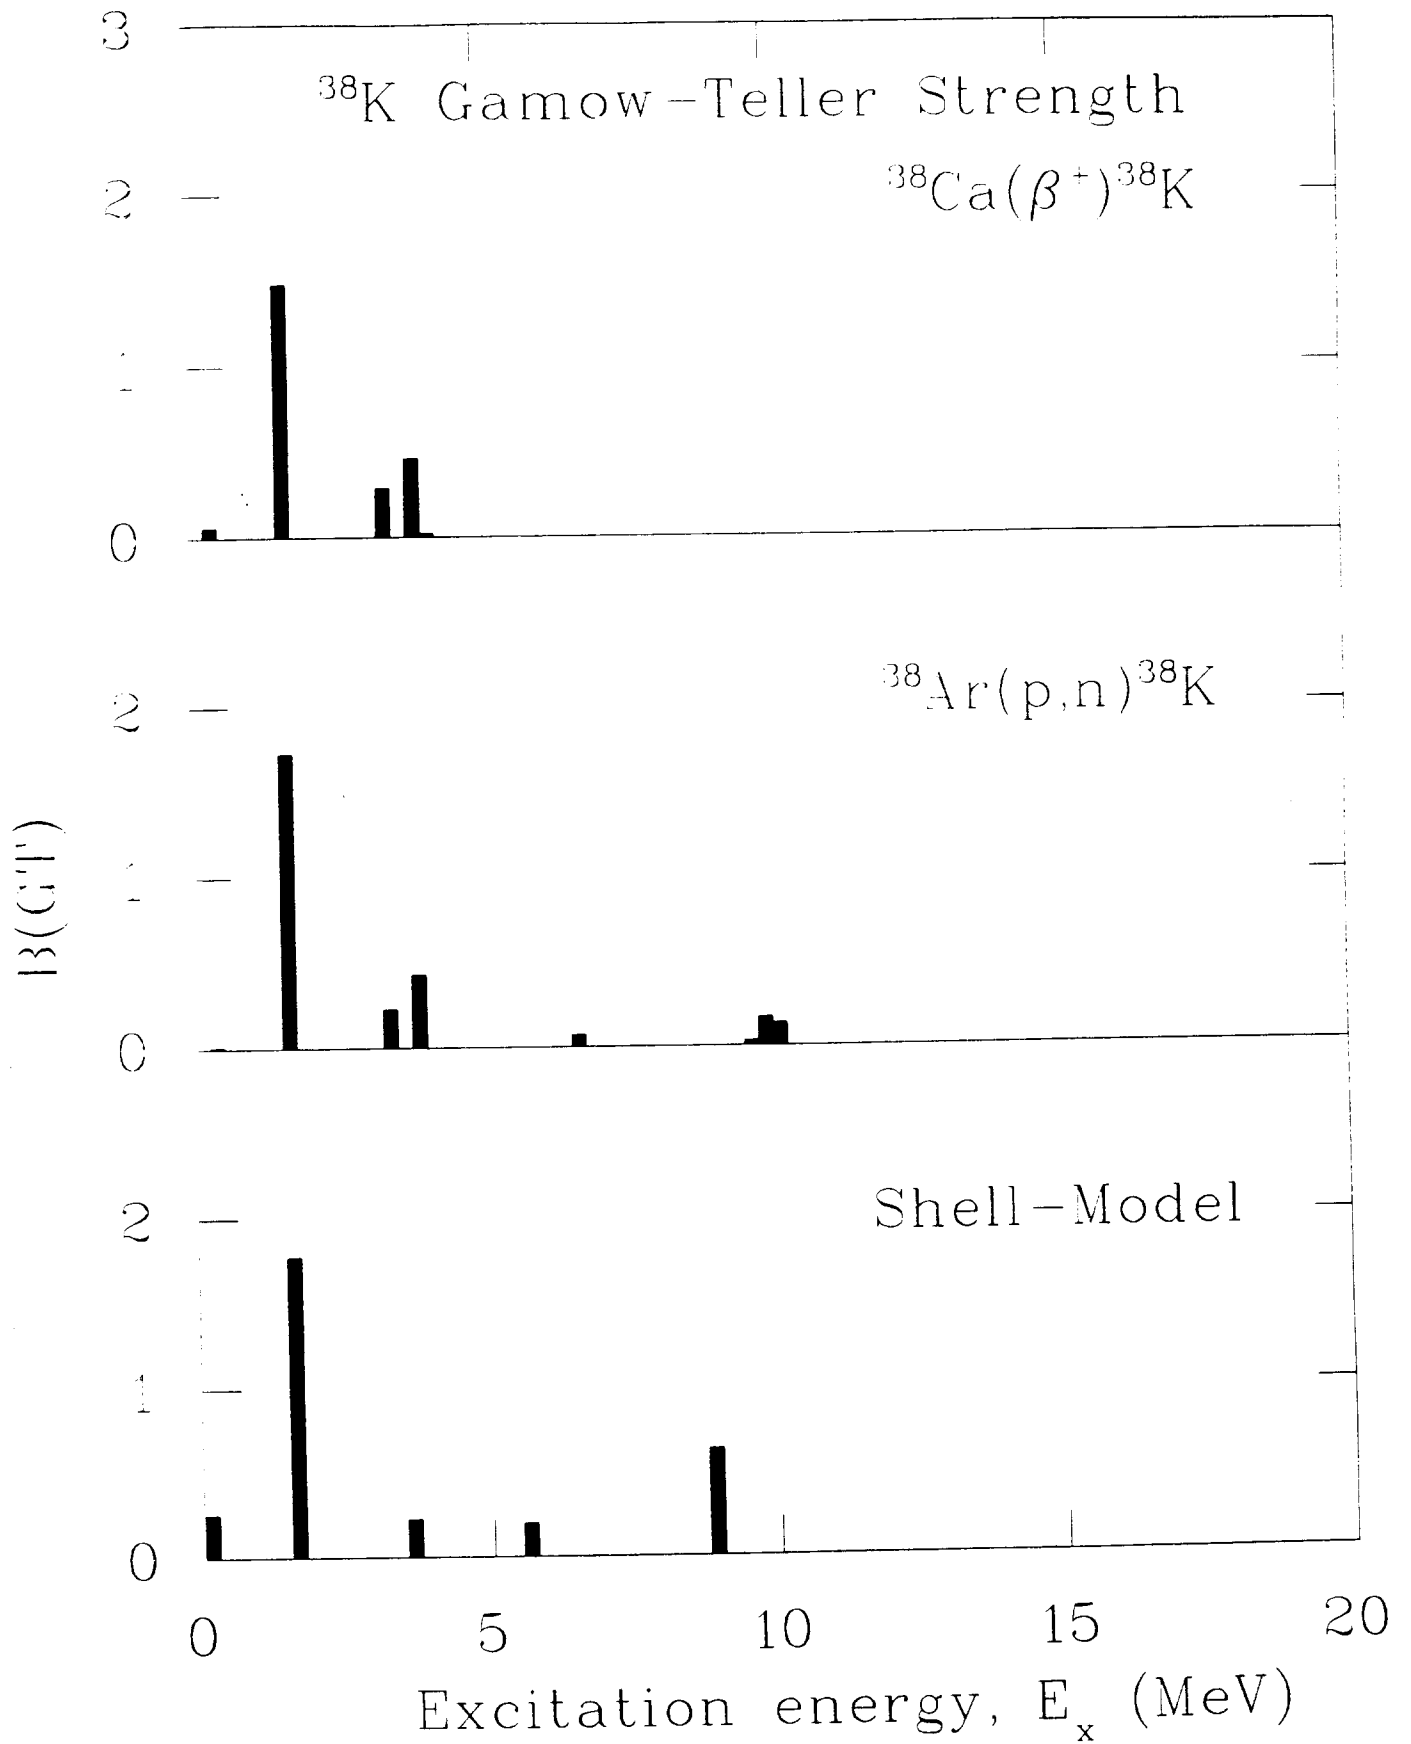 3
³⁸K Gamow-Teller Strength
³⁸Ca(β⁺)³⁸K
2
1
0
³⁸Ar(p,n)³⁸K
2
1
0
B(GT)
Shell-Model
2
1
0
0 5 10 15 20
Excitation energy, Eₓ (MeV)